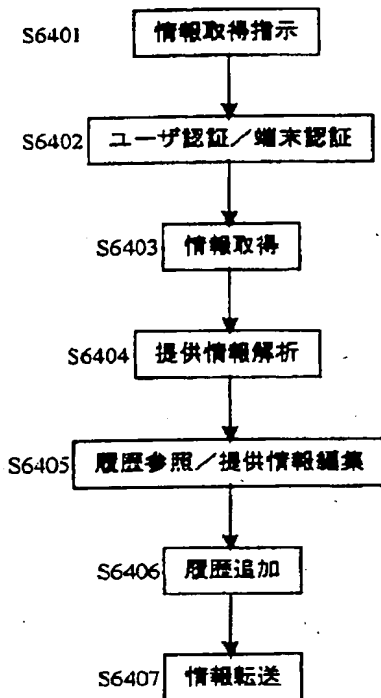 S6401 情報取得指示
S6402 ユーザ認証／端末認証
S6403 情報取得
S6404 提供情報解析
S6405 履歴参照／提供情報編集
S6406 履歴追加
S6407 情報転送